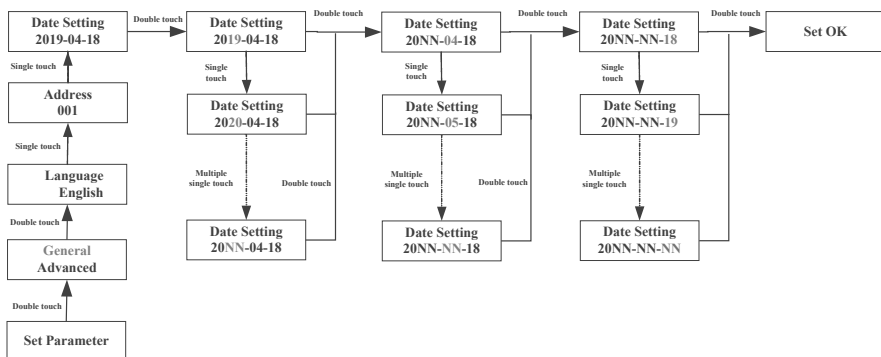 Date Setting
2019-04-18
Double touch
Date Setting
2019-04-18
Double touch
Date Setting
20NN-04-18
Double touch
Date Setting
20NN-NN-18
Double touch
Set OK
Single touch
Single
touch
Single
touch
Single
touch
Address
001
Date Setting
2020-04-18
Date Setting
20NN-05-18
Date Setting
20NN-NN-19
Single touch
Language
English
Multiple
single touch
Double touch
Multiple
single touch
Double touch
Multiple
single touch
Double touch
Date Setting
20NN-04-18
Date Setting
20NN-NN-18
Date Setting
20NN-NN-NN
General
Advanced
Double touch
Set Parameter